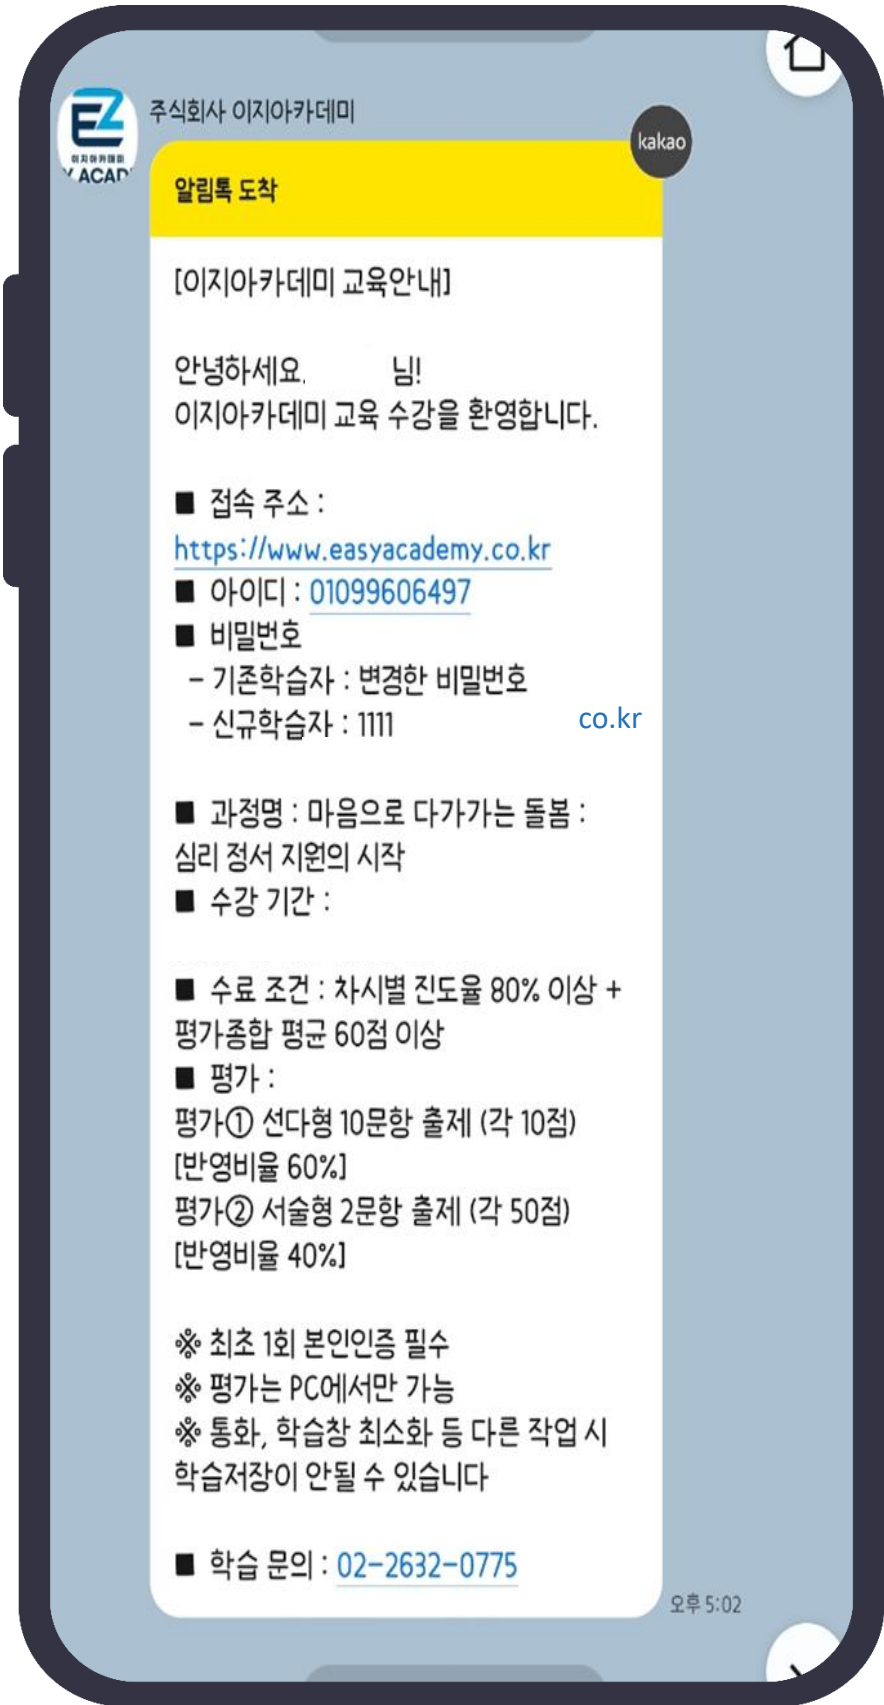 주식회사 이지아카데미
EZ
이지아카데미
ACAD
kakao
알림톡 도착
[이지아카데미 교육안내]
안녕하세요. 님!
이지아카데미 교육 수강을 환영합니다.
■ 접속 주소 :
https://www.easyacademy.co.kr
■ 아이디 : 01099606497
■ 비밀번호
- 기존학습자 : 변경한 비밀번호
- 신규학습자 : 1111
co.kr
■ 과정명 : 마음으로 다가가는 돌봄 :
심리 정서 지원의 시작
■ 수강 기간 :
■ 수료 조건 : 차시별 진도율 80% 이상 +
평가종합 평균 60점 이상
■ 평가 :
평가① 선다형 10문항 출제 (각 10점)
[반영비율 60%]
평가② 서술형 2문항 출제 (각 50점)
[반영비율 40%]
※ 최초 1회 본인인증 필수
※ 평가는 PC에서만 가능
※ 통화, 학습창 최소화 등 다른 작업 시
학습저장이 안될 수 있습니다
■ 학습 문의 : 02-2632-0775
오후 5:02